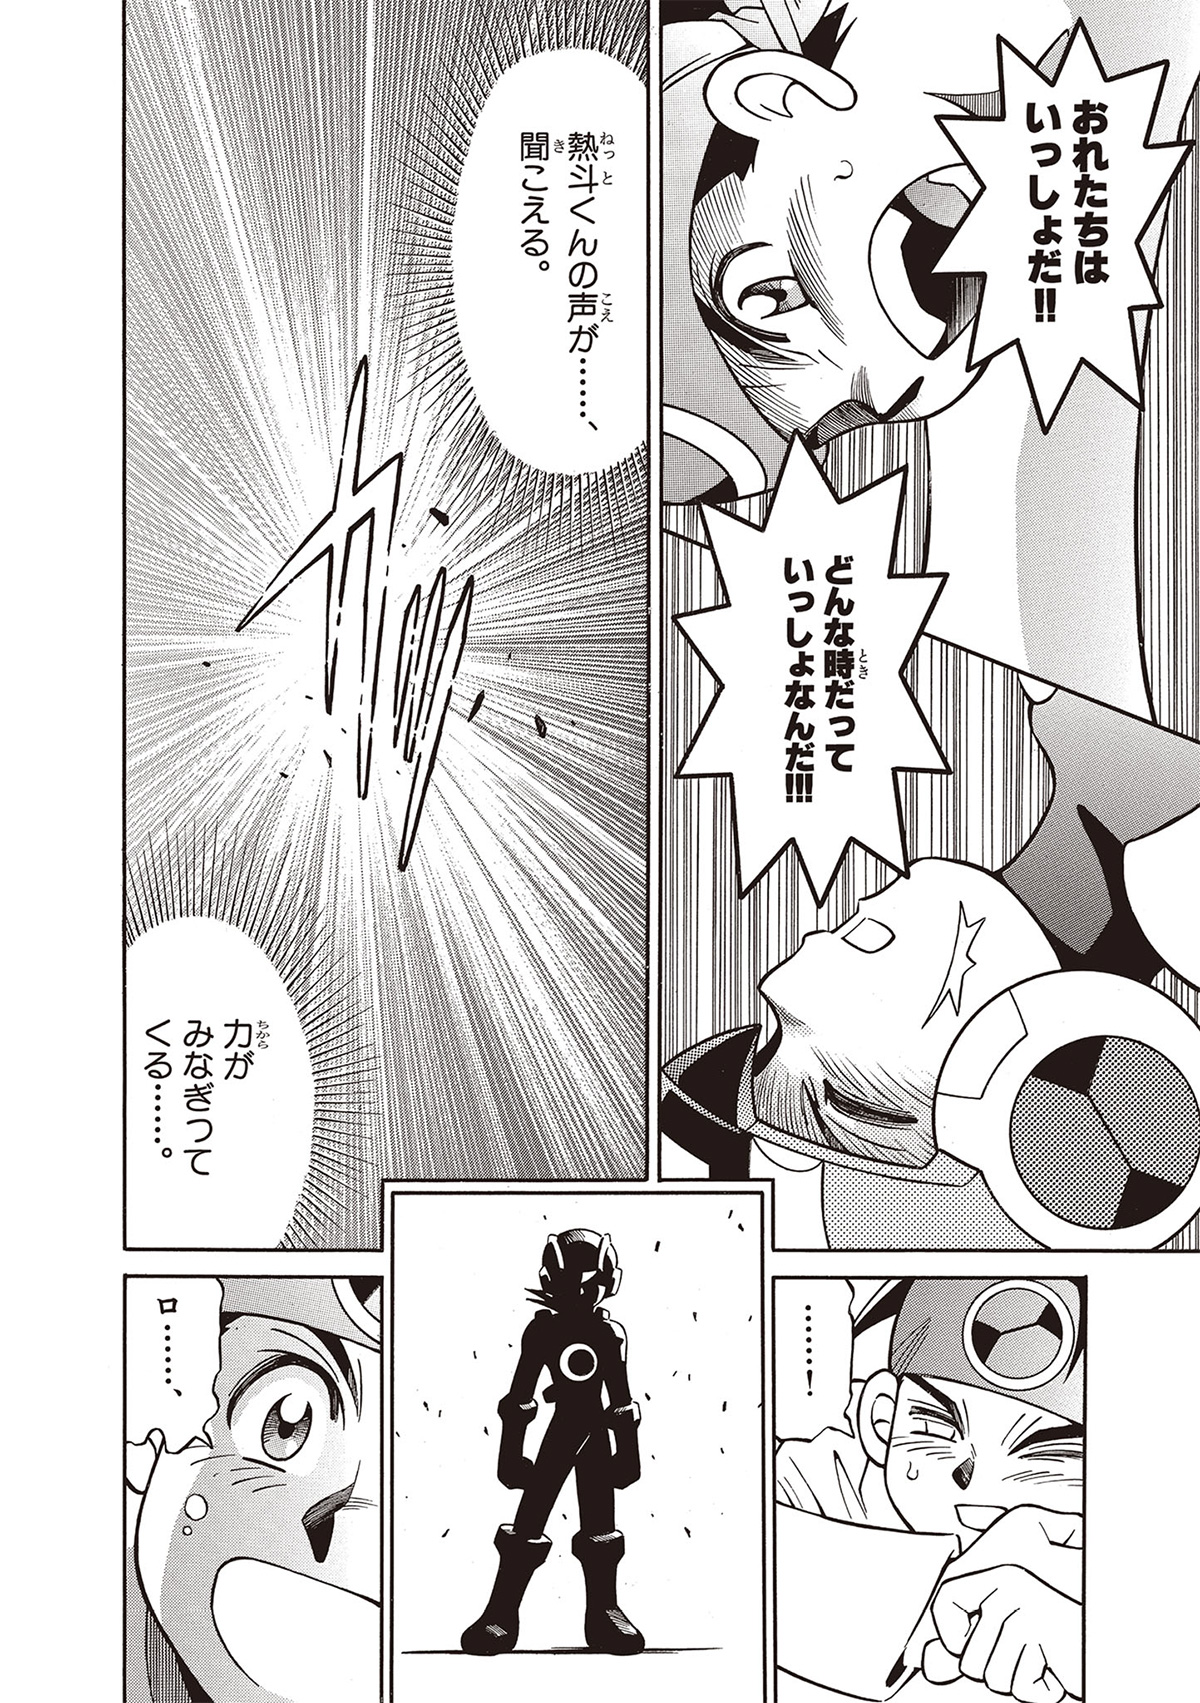 おれたちは
いっしょだ!!
どんな時だって
いっしょなんだ!!!
熱斗くんの声が……、
聞こえる。
カッ
力が
みなぎって
くる……。
……!
ロ……、